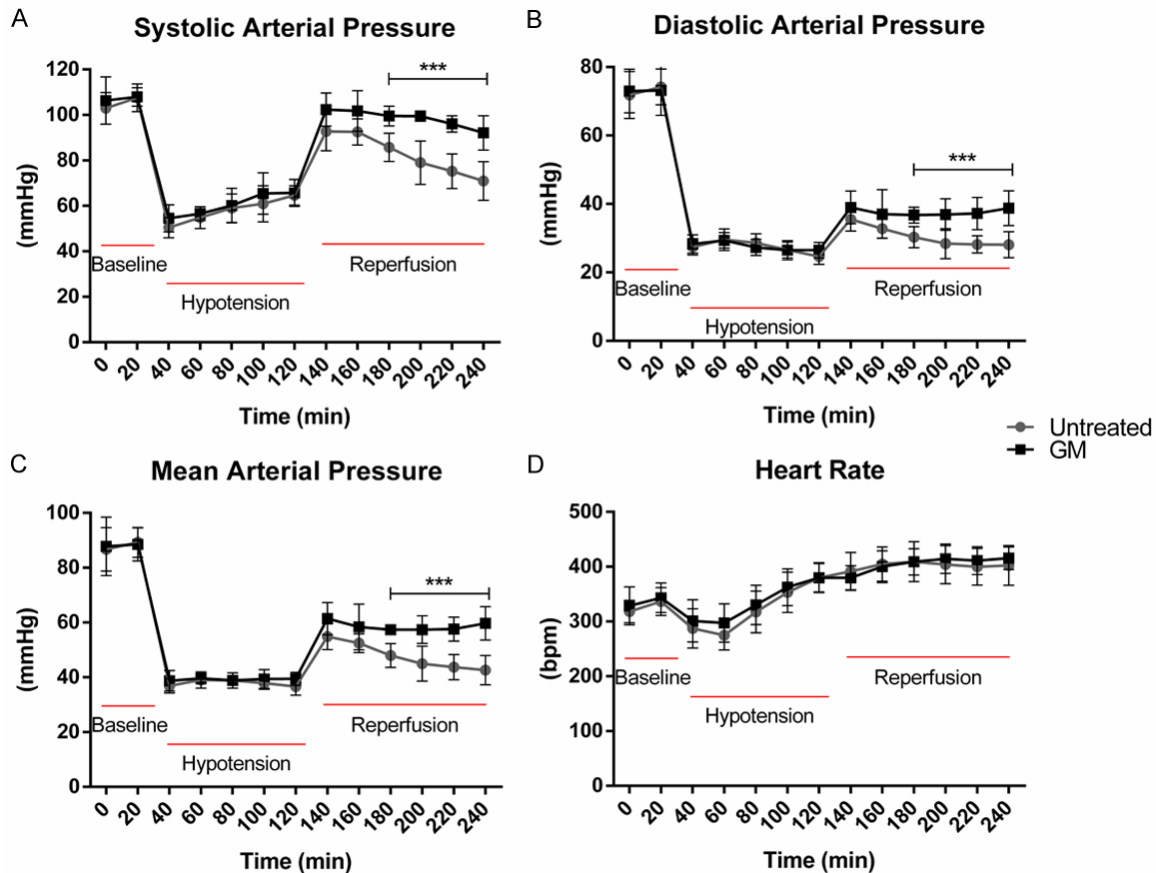 A
Systolic Arterial Pressure
120
100
80
60
40
20
0
(mmHg)
***
Baseline
Hypotension
Reperfusion
0 20 40 60 80 100 120 140 160 180 200 220 240
Time (min)
B
Diastolic Arterial Pressure
80
60
40
20
0
(mmHg)
***
Baseline
Hypotension
Reperfusion
0 20 40 60 80 100 120 140 160 180 200 220 240
Time (min)
Untreated
GM
C
Mean Arterial Pressure
100
80
60
40
20
0
(mmHg)
***
Baseline
Hypotension
Reperfusion
0 20 40 60 80 100 120 140 160 180 200 220 240
Time (min)
D
Heart Rate
500
400
300
200
100
0
(bpm)
Baseline
Hypotension
Reperfusion
0 20 40 60 80 100 120 140 160 180 200 220 240
Time (min)